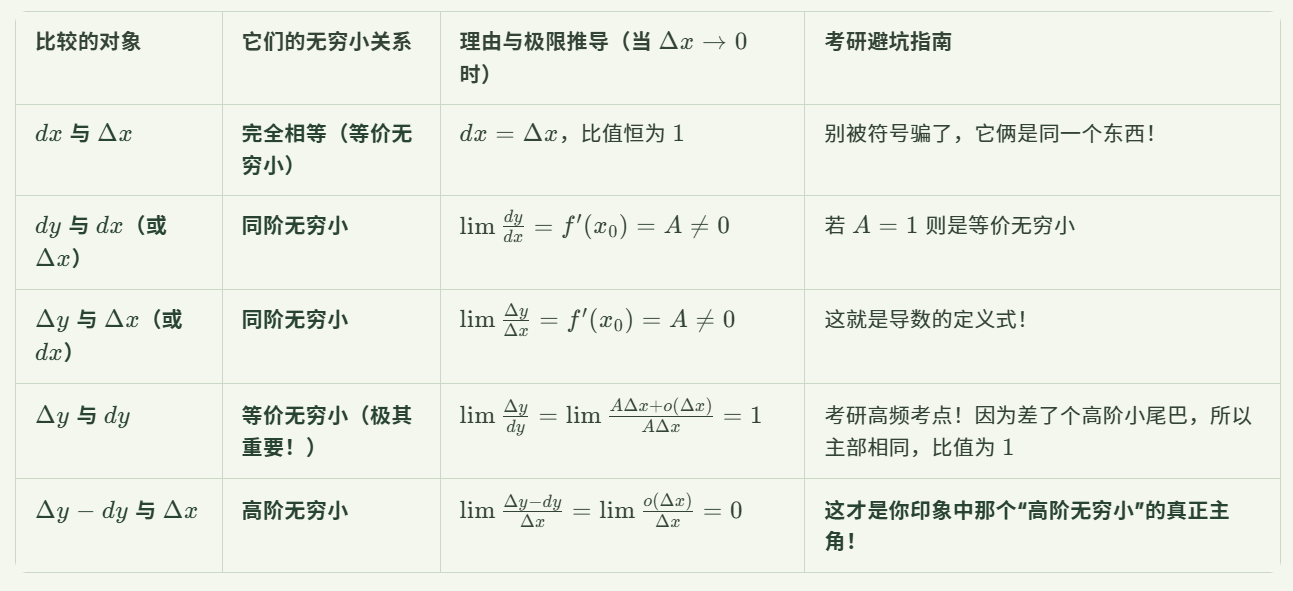 比较的对象
它们的无穷小关系
理由与极限推导（当 Δx → 0
时）
考研避坑指南
dx 与 Δx
完全相等（等价无
穷小）
dx = Δx，比值恒为 1
别被符号骗了，它俩是同一个东西！
dy 与 dx（或
Δx）
同阶无穷小
lim dy/dx = f′(x₀) = A ≠ 0
若 A = 1 则是等价无穷小
Δy 与 Δx（或
dx）
同阶无穷小
lim Δy/Δx = f′(x₀) = A ≠ 0
这就是导数的定义式！
Δy 与 dy
等价无穷小（极其
重要！）
lim Δy/dy = lim AΔx+o(Δx)/AΔx = 1
考研高频考点！因为差了个高阶小尾巴，所以
主部相同，比值为 1
Δy − dy 与 Δx
高阶无穷小
lim Δy−dy/Δx = lim o(Δx)/Δx = 0
这才是你印象中那个“高阶无穷小”的真正主
角！